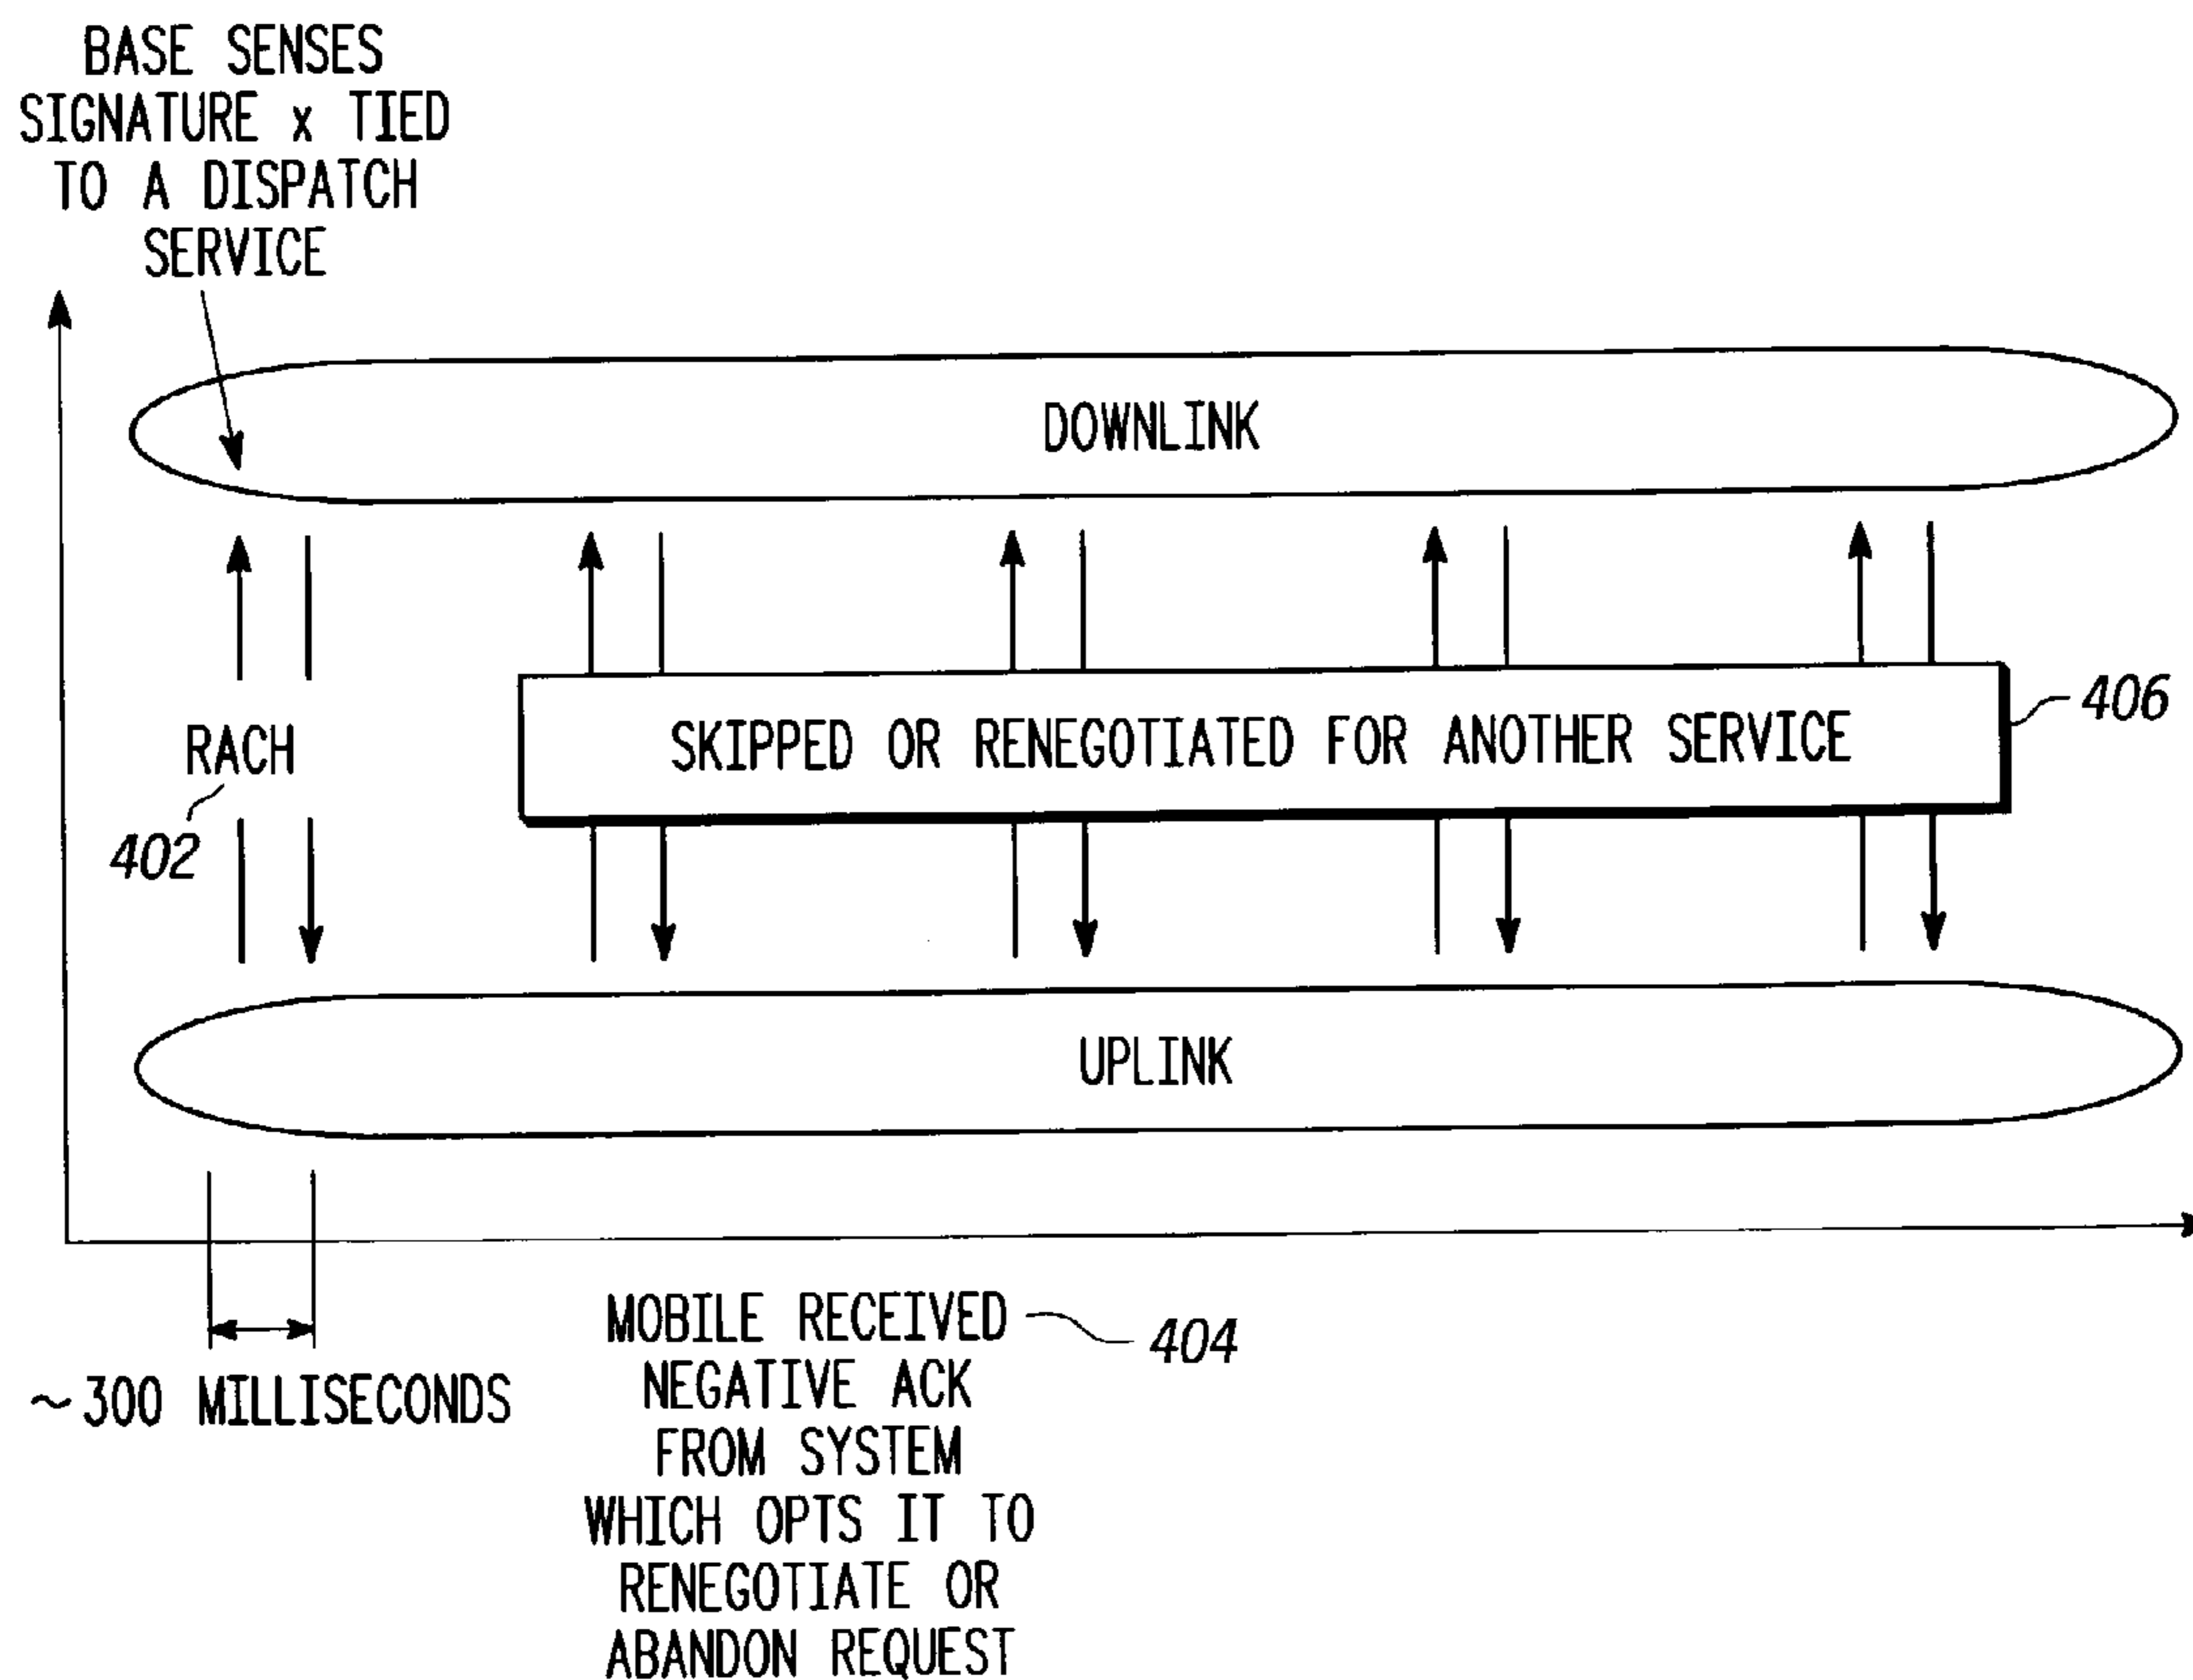 BASE SENSES
SIGNATURE x TIED
TO A DISPATCH
SERVICE
DOWNLINK
RACH
402
SKIPPED OR RENEGOTIATED FOR ANOTHER SERVICE
406
UPLINK
~300 MILLISECONDS
MOBILE RECEIVED
404
NEGATIVE ACK
FROM SYSTEM
WHICH OPTS IT TO
RENEGOTIATE OR
ABANDON REQUEST